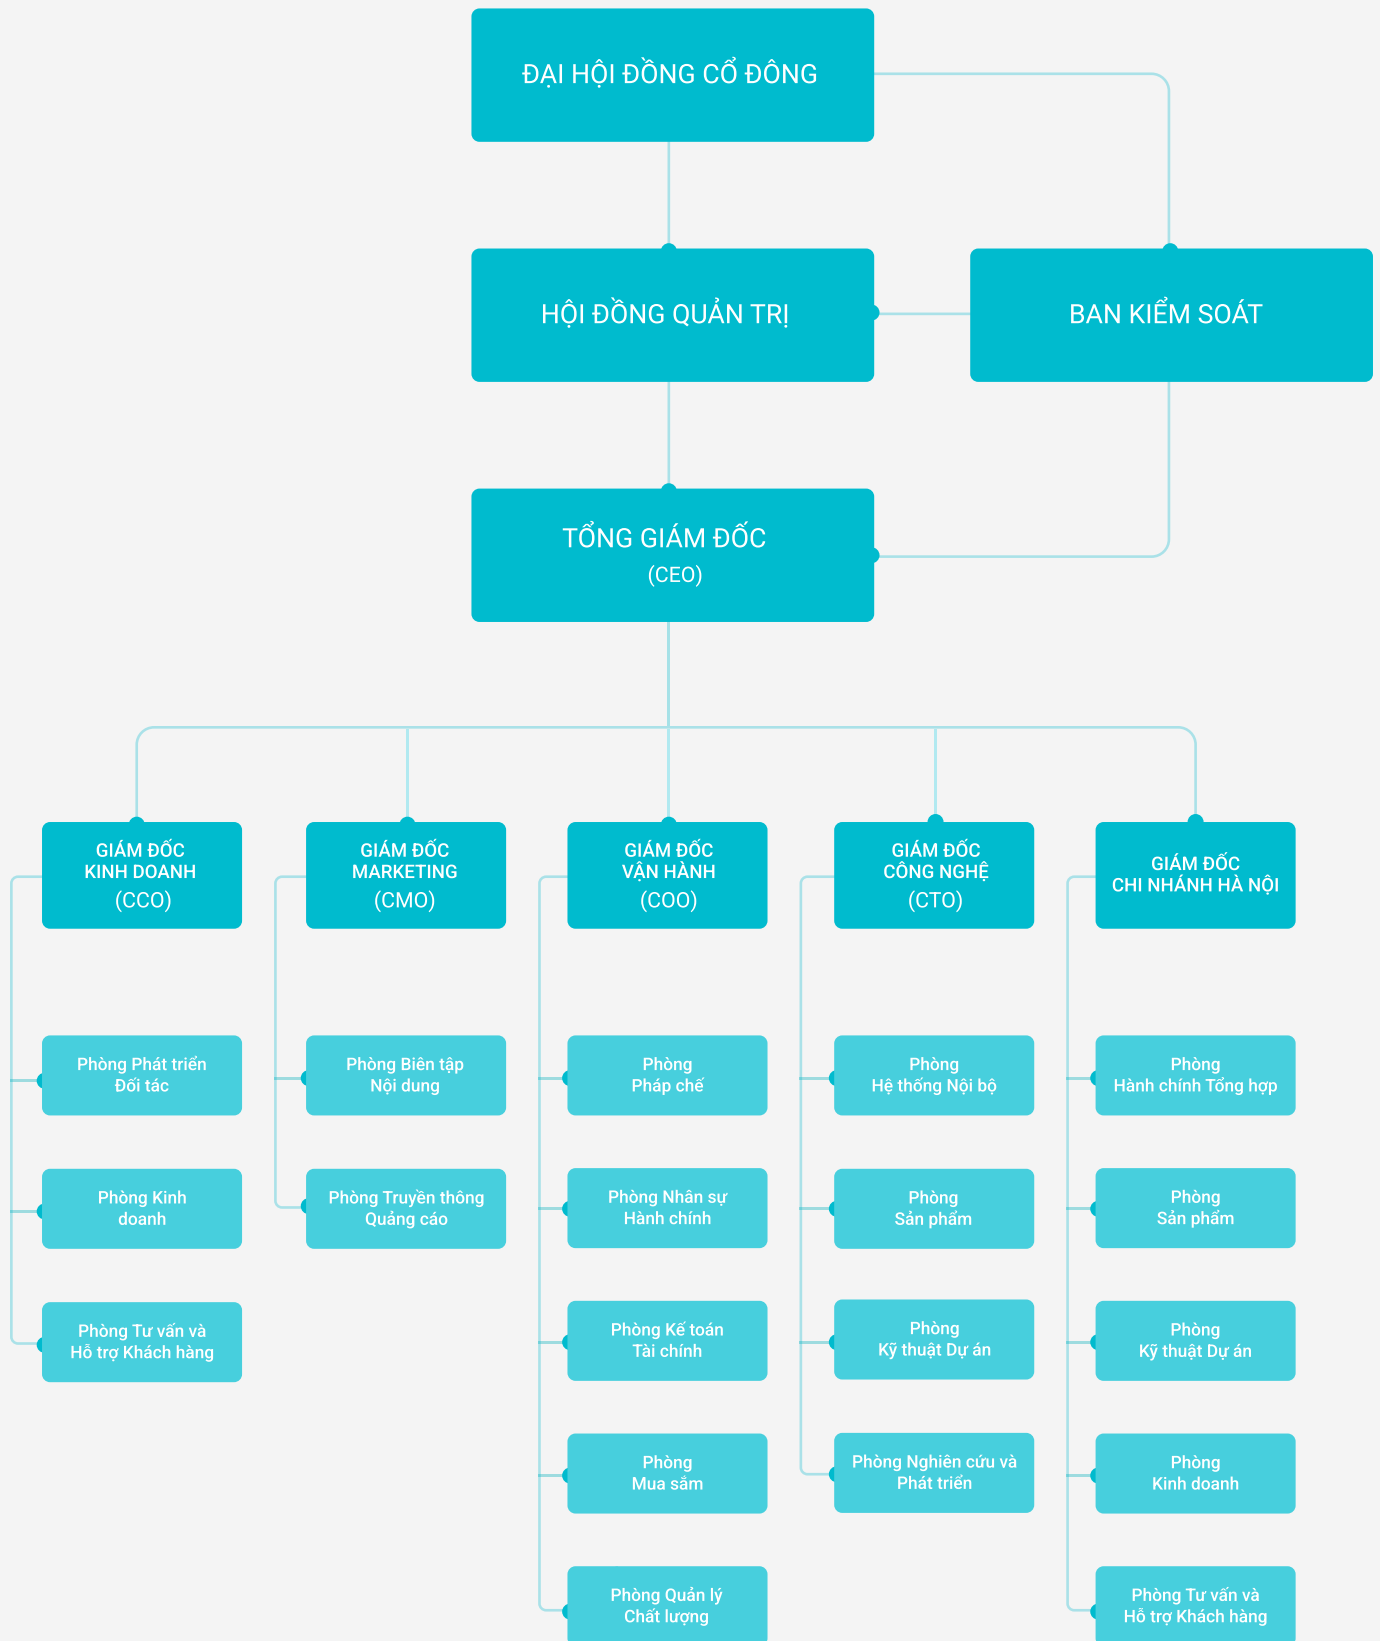 ĐẠI HỘI ĐỒNG CỔ ĐÔNG
HỘI ĐỒNG QUẢN TRỊ
BAN KIỂM SOÁT
TỔNG GIÁM ĐỐC
(CEO)
GIÁM ĐỐC
KINH DOANH
(CCO)
GIÁM ĐỐC
MARKETING
(CMO)
GIÁM ĐỐC
VẬN HÀNH
(COO)
GIÁM ĐỐC
CÔNG NGHỆ
(CTO)
GIÁM ĐỐC
CHI NHÁNH HÀ NỘI
Phòng Phát triển
Đối tác
Phòng Kinh
doanh
Phòng Tư vấn và
Hỗ trợ Khách hàng
Phòng Biên tập
Nội dung
Phòng Truyền thông
Quảng cáo
Phòng
Pháp chế
Phòng Nhân sự
Hành chính
Phòng Kế toán
Tài chính
Phòng
Mua sắm
Phòng Quản lý
Chất lượng
Phòng
Hệ thống Nội bộ
Phòng
Sản phẩm
Phòng
Kỹ thuật Dự án
Phòng Nghiên cứu và
Phát triển
Phòng
Hành chính Tổng hợp
Phòng
Sản phẩm
Phòng
Kỹ thuật Dự án
Phòng
Kinh doanh
Phòng Tư vấn và
Hỗ trợ Khách hàng